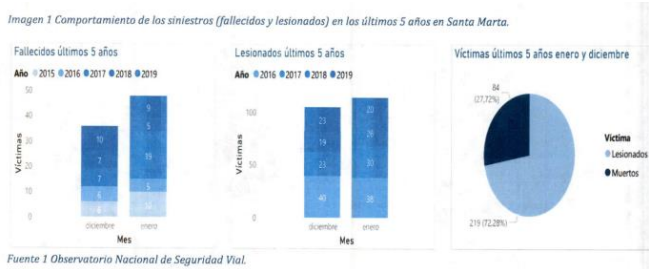 Imagen 1 Comportamiento de los siniestros (fallecidos y lesionados) en los últimos 5 años en Santa Marta.
Fallecidos últimos 5 años
Año 2015 2016 2017 2018 2019
50
40
30
20
10
0
Víctimas
10
7
7
6
9
5
19
5
diciembre enero
Mes
Lesionados últimos 5 años
Año 2016 2017 2018 2019
100
50
0
Víctimas
23
19
23
40
20
26
30
38
diciembre enero
Mes
Víctimas últimos 5 años enero y diciembre
84
(27,72%)
219 (72,28%)
Víctima
Lesionados
Muertos
Fuente 1 Observatorio Nacional de Seguridad Vial.